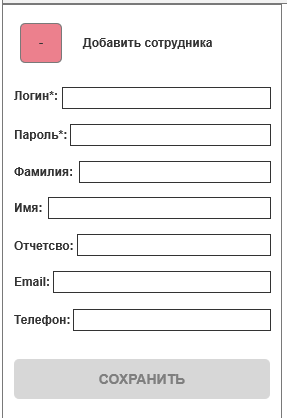 - Добавить сотрудника
Логин*:
Пароль*:
Фамилия:
Имя:
Отчетсво:
Email:
Телефон:
СОХРАНИТЬ